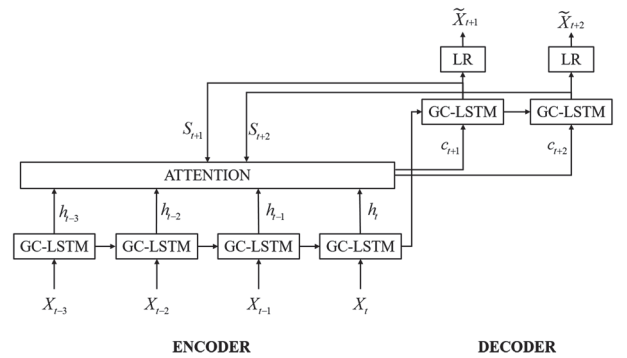 X̃t+1 X̃t+2
LR LR
GC-LSTM GC-LSTM
St+1 St+2
ct+1 ct+2
ATTENTION
ht−3 ht−2 ht−1 ht
GC-LSTM GC-LSTM GC-LSTM GC-LSTM
Xt−3 Xt−2 Xt−1 Xt
ENCODER DECODER